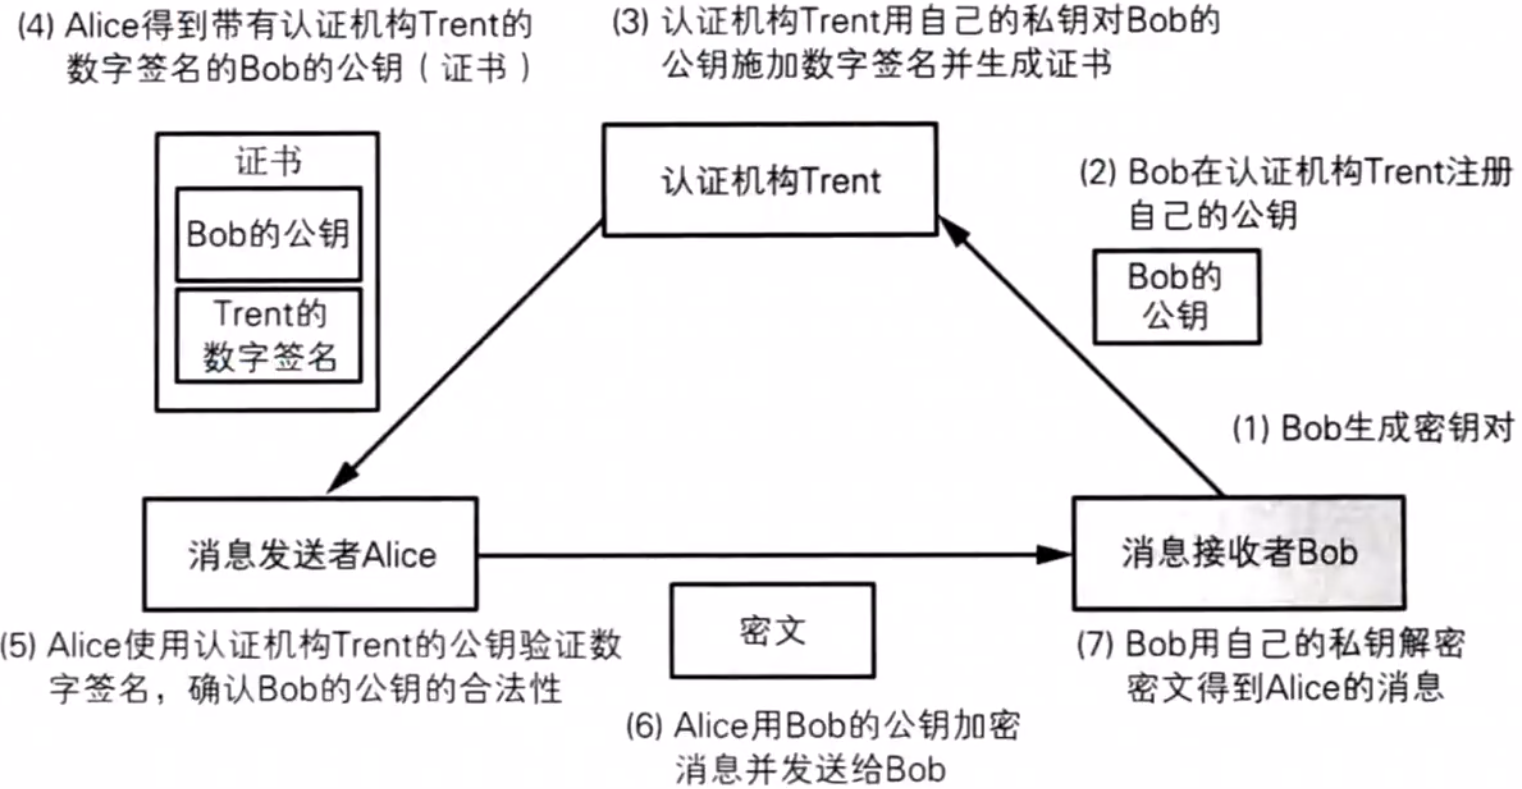 (4) Alice得到带有认证机构Trent的
数字签名的Bob的公钥（证书）
(3) 认证机构Trent用自己的私钥对Bob的
公钥施加数字签名并生成证书
证书
Bob的公钥
Trent的
数字签名
认证机构Trent
(2) Bob在认证机构Trent注册
自己的公钥
Bob的
公钥
(1) Bob生成密钥对
消息发送者Alice
消息接收者Bob
密文
(5) Alice使用认证机构Trent的公钥验证数
字签名，确认Bob的公钥的合法性
(6) Alice用Bob的公钥加密
消息并发送给Bob
(7) Bob用自己的私钥解密
密文得到Alice的消息